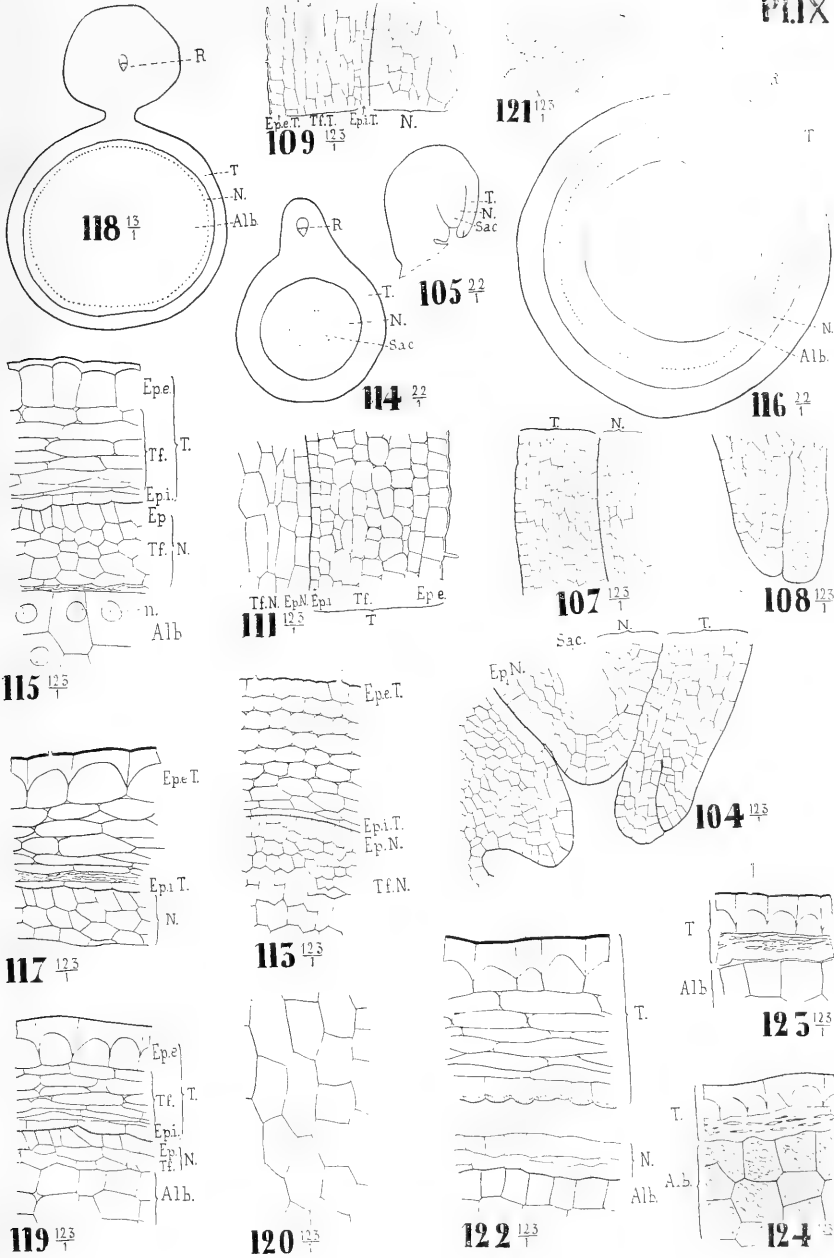 Pl.IX
R
T
N.
Alb.
118 13/1
Ep.e.T. Tf.T. Ep.i.T. N.
109 123/1
121 123/1
T.
N.
Sac
105 22/1
R
T.
N.
Sac
114 22/1
R
T
N.
Alb.
116 22/1
Ep.e.
Tf.
T.
Ep.i.
Ep
Tf.
N.
n.
Alb
115 123/1
Tf.N. Ep.N. Ep.i Tf. Ep e.
T
111 123/1
T. N.
107 123/1
108 123/1
Sac. N. T.
Ep.N.
104 123/1
Ep.e T.
Ep.i T.
N.
117 123/1
Ep.e.T.
Ep.i.T.
Ep.N.
Tf.N.
113 123/1
T
Alb
123 123/1
Ep.e
Tf.
T.
Ep.i.
Ep.
Tf.
N.
Alb.
119 123/1
120 123
T.
N.
Alb.
122 123/1
T.
A.b.
124